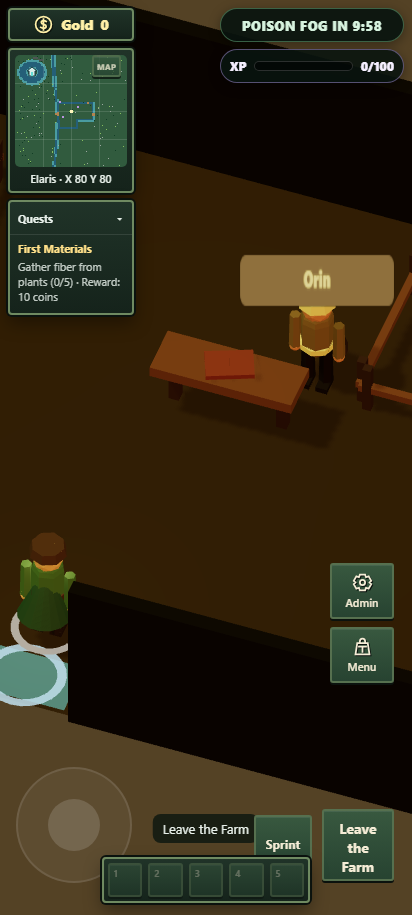 Gold 0
POISON FOG IN 9:58
XP 0/100
MAP
Elaris · X 80 Y 80
Quests
First Materials
Gather fiber from
plants (0/5) · Reward:
10 coins
Orin
Admin
Menu
Leave the Farm
Sprint
Leave
the
Farm
1 2 3 4 5